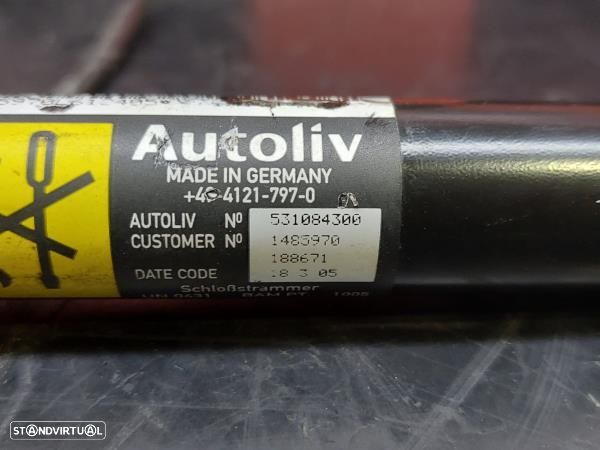 Autoliv
MADE IN GERMANY
+49-4121-797-0
AUTOLIV Nº 531084300
CUSTOMER Nº 1485970
188671
DATE CODE 18 3 05
Schloßstrammer
STANDVIRTUAL